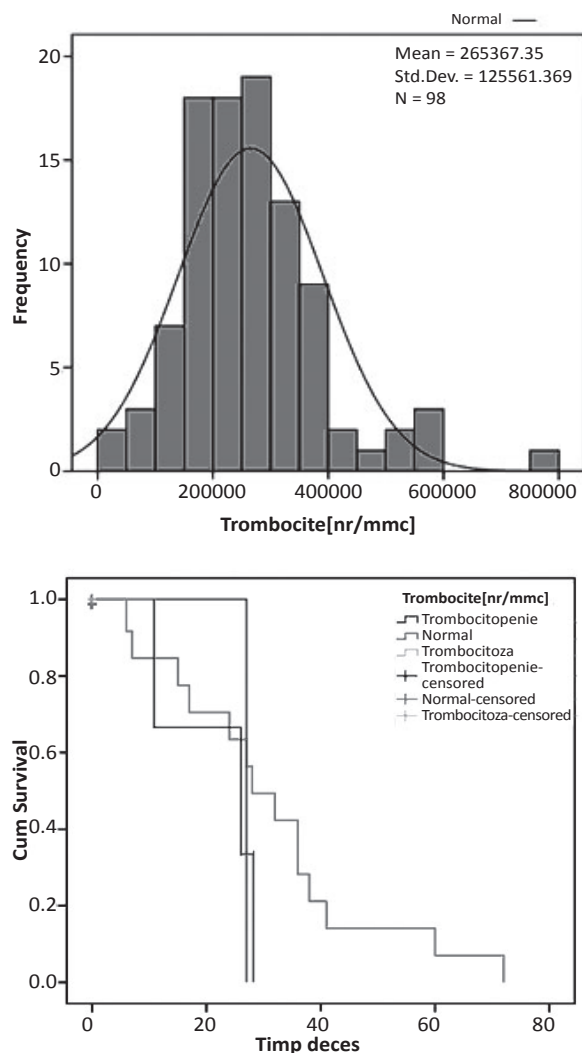 Normal
Mean = 265367.35
Std.Dev. = 125561.369
N = 98
Frequency
20
15
10
5
0
0 200000 400000 600000 800000
Trombocite[nr/mmc]
Trombocite[nr/mmc]
Trombocitopenie
Normal
Trombocitoza
Trombocitopenie-
censored
Normal-censored
Trombocitoza-censored
Cum Survival
1.0
0.8
0.6
0.4
0.2
0.0
0 20 40 60 80
Timp deces